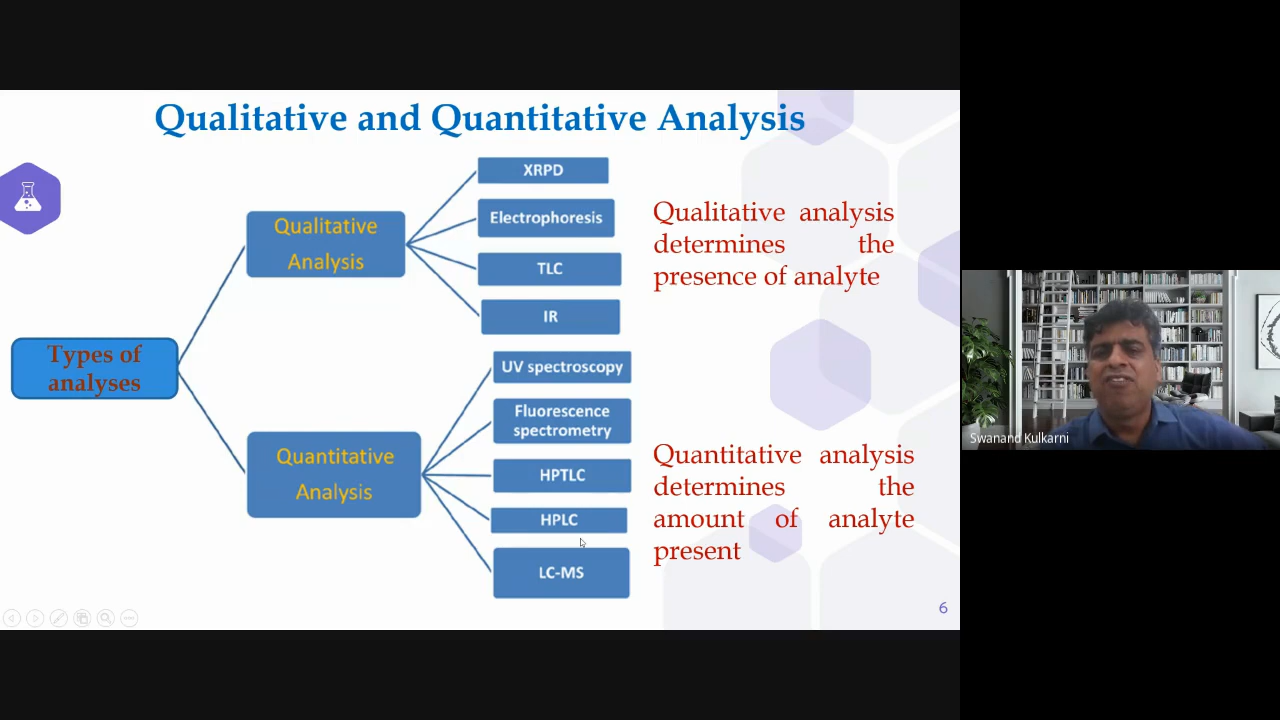 Qualitative and Quantitative Analysis
XRPD
Electrophoresis
TLC
IR
Qualitative
Analysis
Qualitative analysis
determines the
presence of analyte
Types of
analyses
UV spectroscopy
Fluorescence
spectrometry
HPTLC
HPLC
LC-MS
Quantitative
Analysis
Quantitative analysis
determines the
amount of analyte
present
6
Swanand Kulkarni